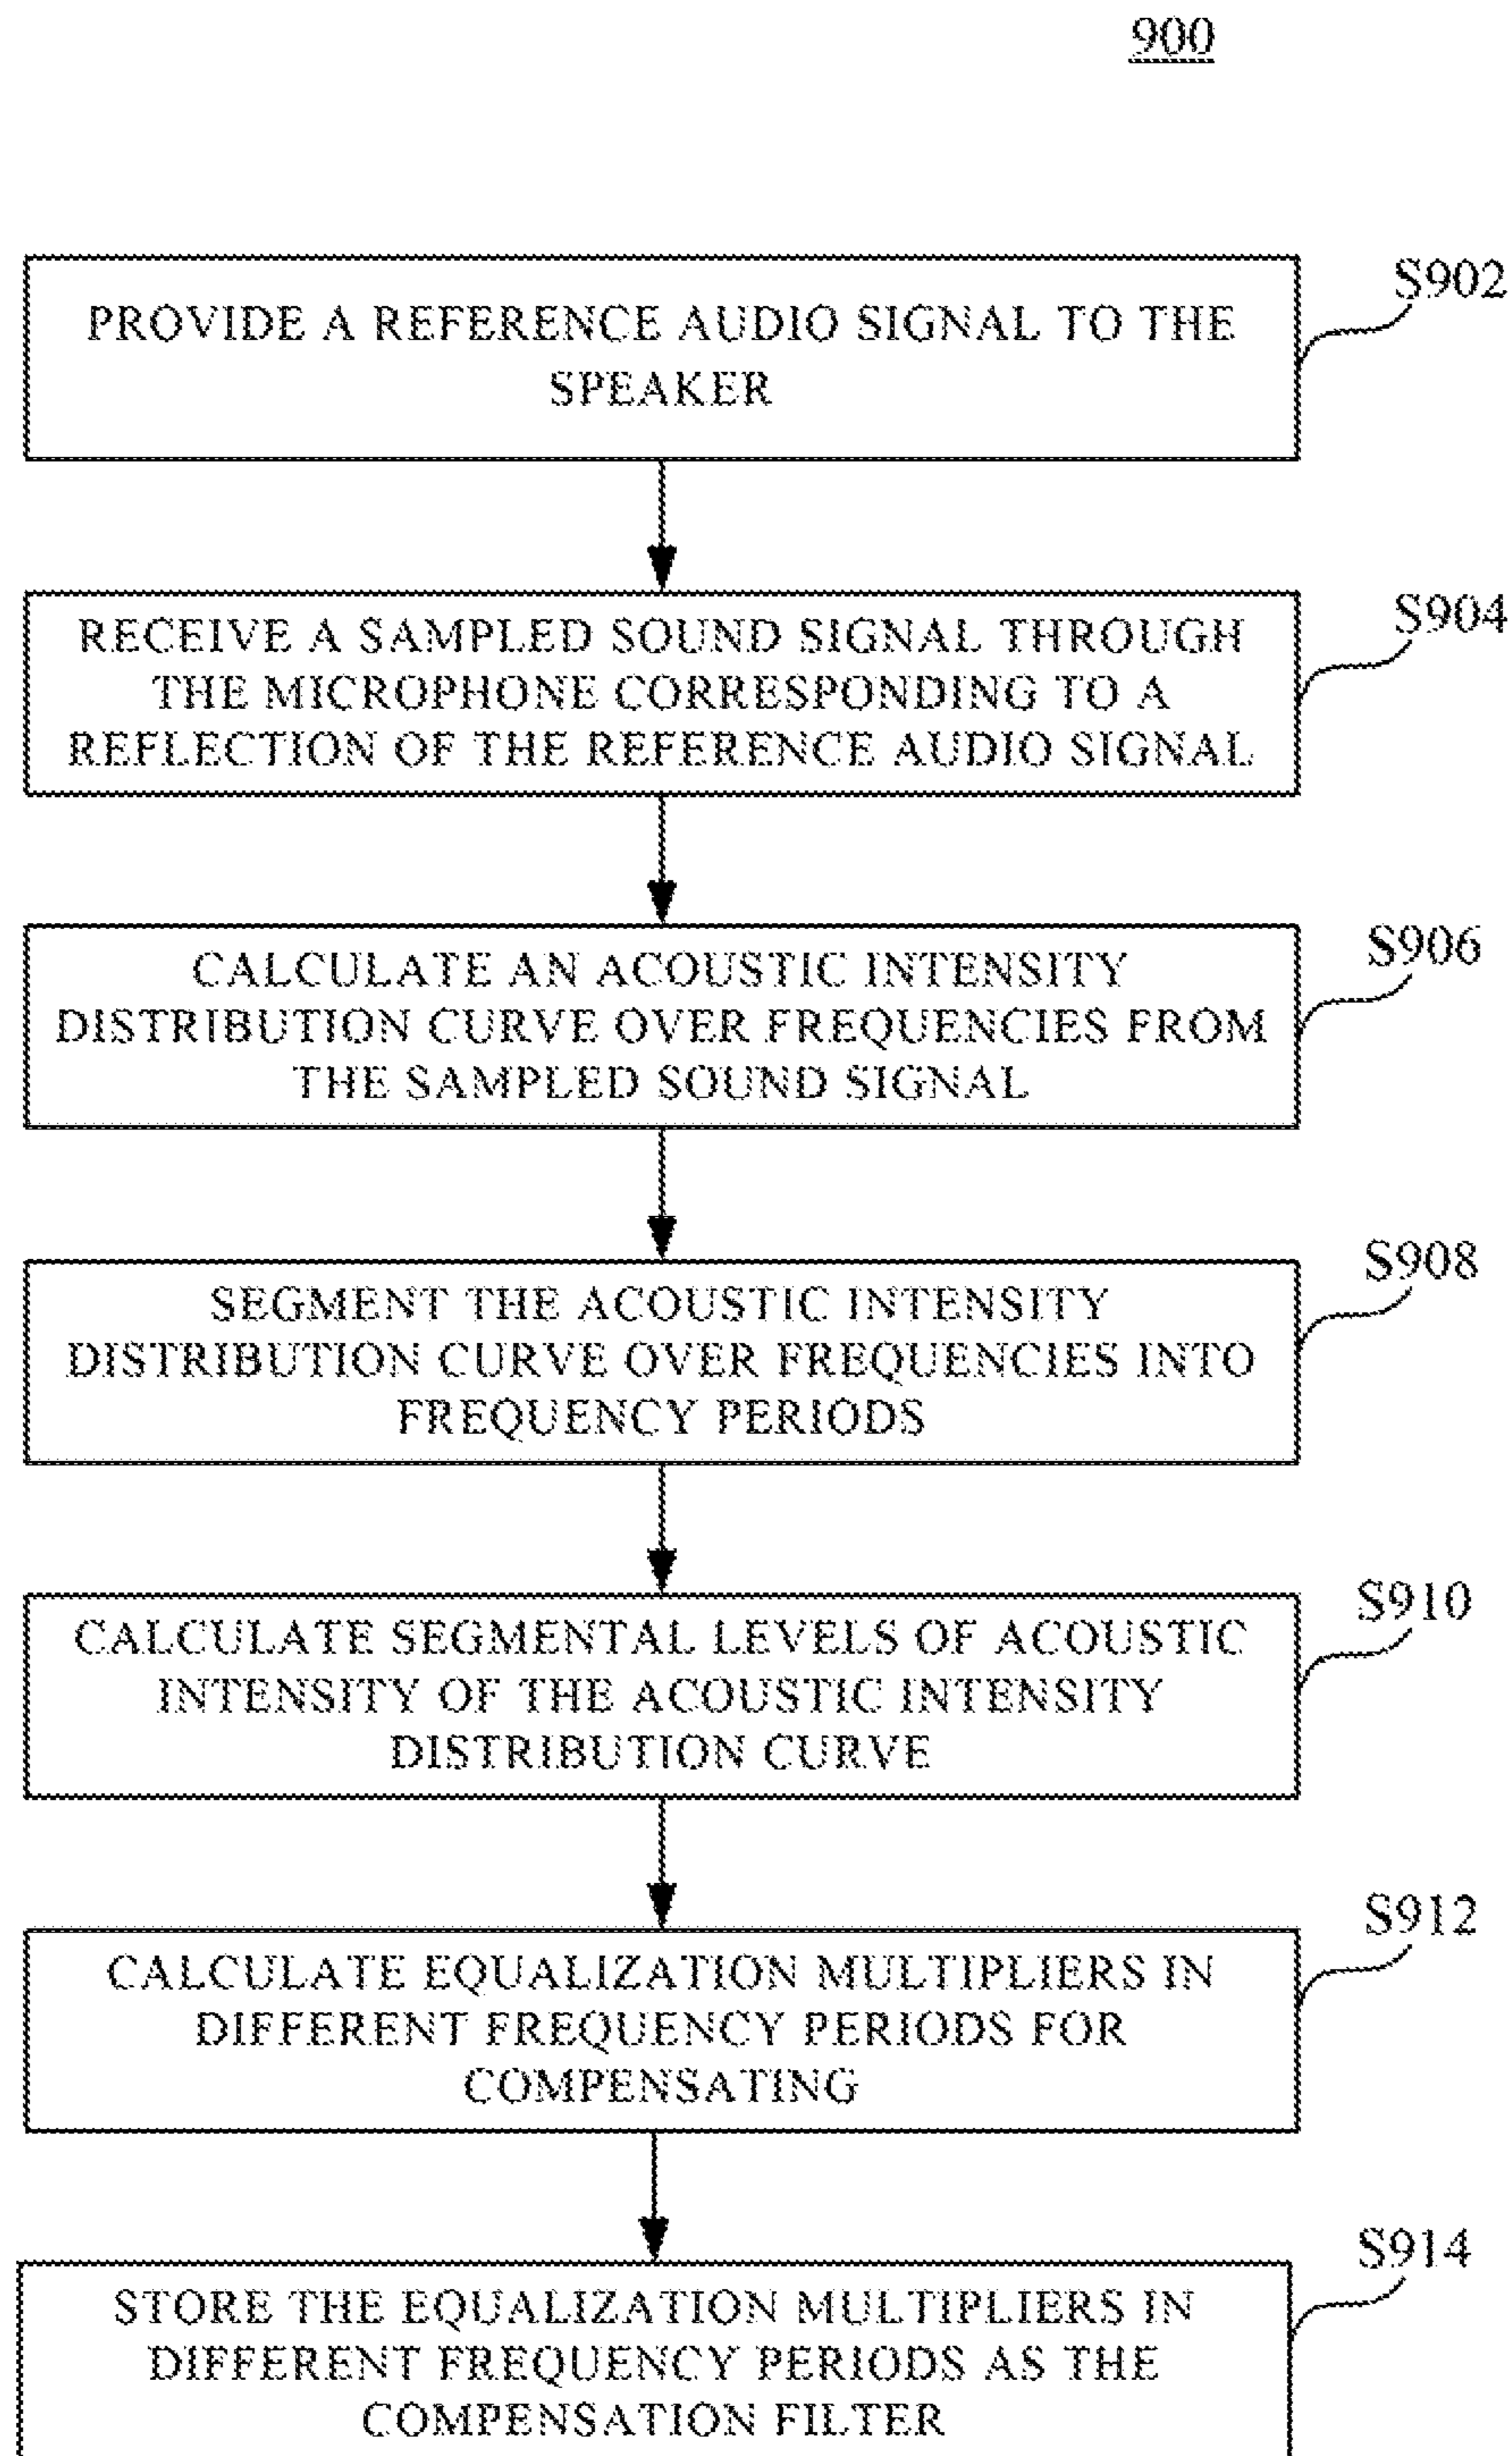 900
S902
PROVIDE A REFERENCE AUDIO SIGNAL TO THE
SPEAKER
S904
RECEIVE A SAMPLED SOUND SIGNAL THROUGH
THE MICROPHONE CORRESPONDING TO A
REFLECTION OF THE REFERENCE AUDIO SIGNAL
S906
CALCULATE AN ACOUSTIC INTENSITY
DISTRIBUTION CURVE OVER FREQUENCIES FROM
THE SAMPLED SOUND SIGNAL
S908
SEGMENT THE ACOUSTIC INTENSITY
DISTRIBUTION CURVE OVER FREQUENCIES INTO
FREQUENCY PERIODS
S910
CALCULATE SEGMENTAL LEVELS OF ACOUSTIC
INTENSITY OF THE ACOUSTIC INTENSITY
DISTRIBUTION CURVE
S912
CALCULATE EQUALIZATION MULTIPLIERS IN
DIFFERENT FREQUENCY PERIODS FOR
COMPENSATING
S914
STORE THE EQUALIZATION MULTIPLIERS IN
DIFFERENT FREQUENCY PERIODS AS THE
COMPENSATION FILTER